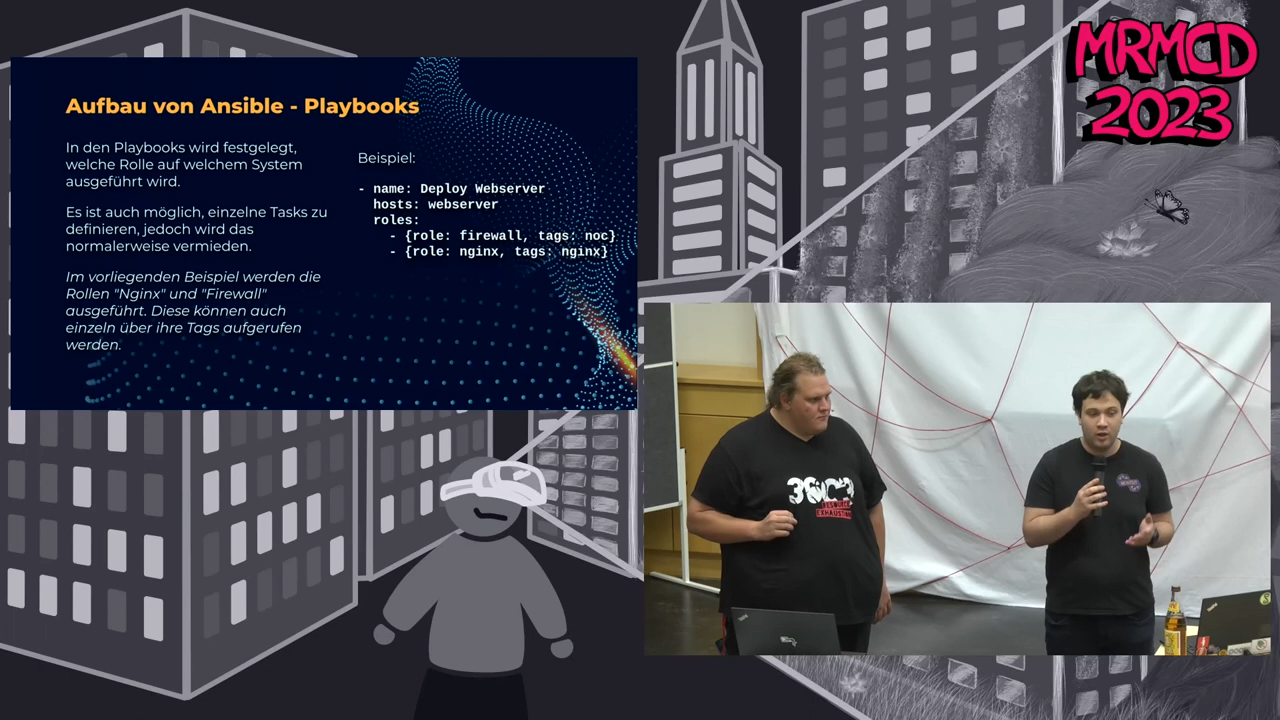 MRMCD
2023
Aufbau von Ansible - Playbooks
In den Playbooks wird festgelegt,
welche Rolle auf welchem System
ausgeführt wird.
Es ist auch möglich, einzelne Tasks zu
definieren, jedoch wird das
normalerweise vermieden.
Im vorliegenden Beispiel werden die
Rollen "Nginx" und "Firewall"
ausgeführt. Diese können auch
einzeln über ihre Tags aufgerufen
werden.
Beispiel:
- name: Deploy Webserver
hosts: webserver
roles:
- {role: firewall, tags: noc}
- {role: nginx, tags: nginx}